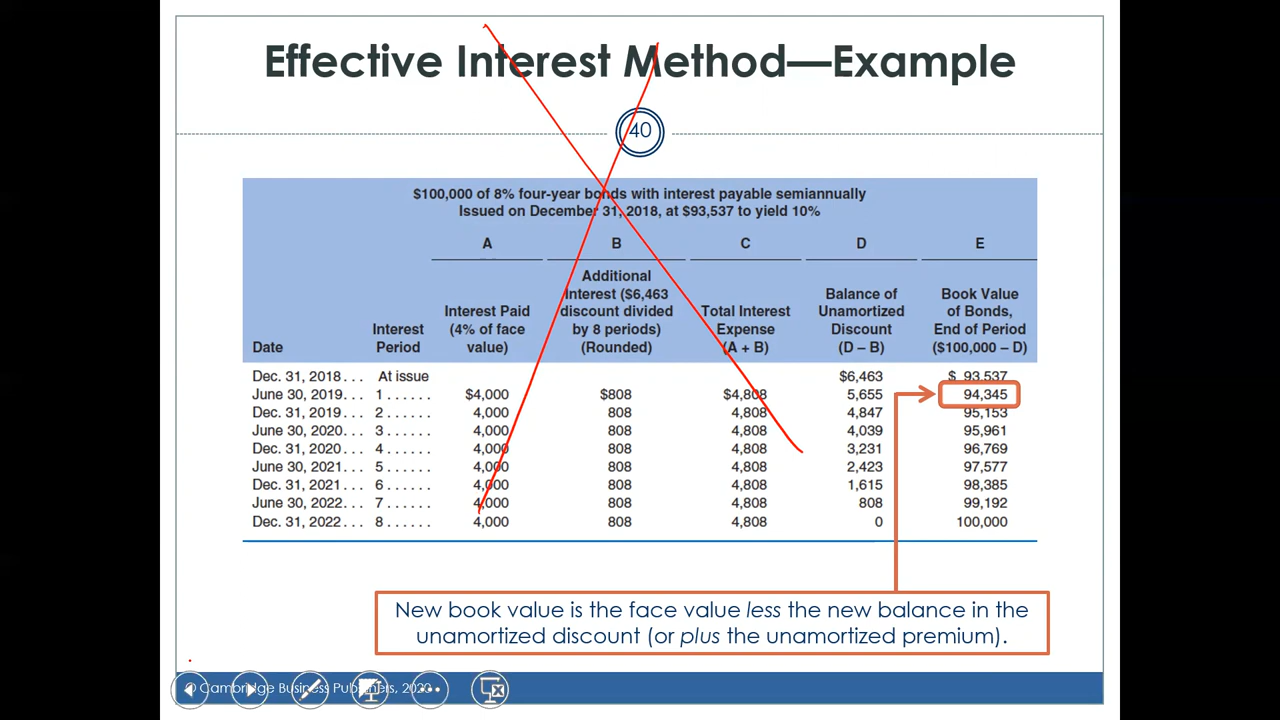 Effective Interest Method—Example
40
$100,000 of 8% four-year bonds with interest payable semiannually
Issued on December 31, 2018, at $93,537 to yield 10%
A B C D E
Date
Interest
Period
Interest Paid
(4% of face
value)
Additional
Interest ($6,463
discount divided
by 8 periods)
(Rounded)
Total Interest
Expense
(A + B)
Balance of
Unamortized
Discount
(D – B)
Book Value
of Bonds,
End of Period
($100,000 – D)
Dec. 31, 2018 . . . At issue $6,463 $ 93,537
June 30, 2019 . . . 1 . . . . . . $4,000 $808 $4,808 5,655 94,345
Dec. 31, 2019 . . . 2 . . . . . . 4,000 808 4,808 4,847 95,153
June 30, 2020 . . . 3 . . . . . . 4,000 808 4,808 4,039 95,961
Dec. 31, 2020 . . . 4 . . . . . . 4,000 808 4,808 3,231 96,769
June 30, 2021 . . . 5 . . . . . . 4,000 808 4,808 2,423 97,577
Dec. 31, 2021 . . . 6 . . . . . . 4,000 808 4,808 1,615 98,385
June 30, 2022 . . . 7 . . . . . . 4,000 808 4,808 808 99,192
Dec. 31, 2022 . . . 8 . . . . . . 4,000 808 4,808 0 100,000
New book value is the face value less the new balance in the
unamortized discount (or plus the unamortized premium).
© Cambridge Business Publishers, 2020